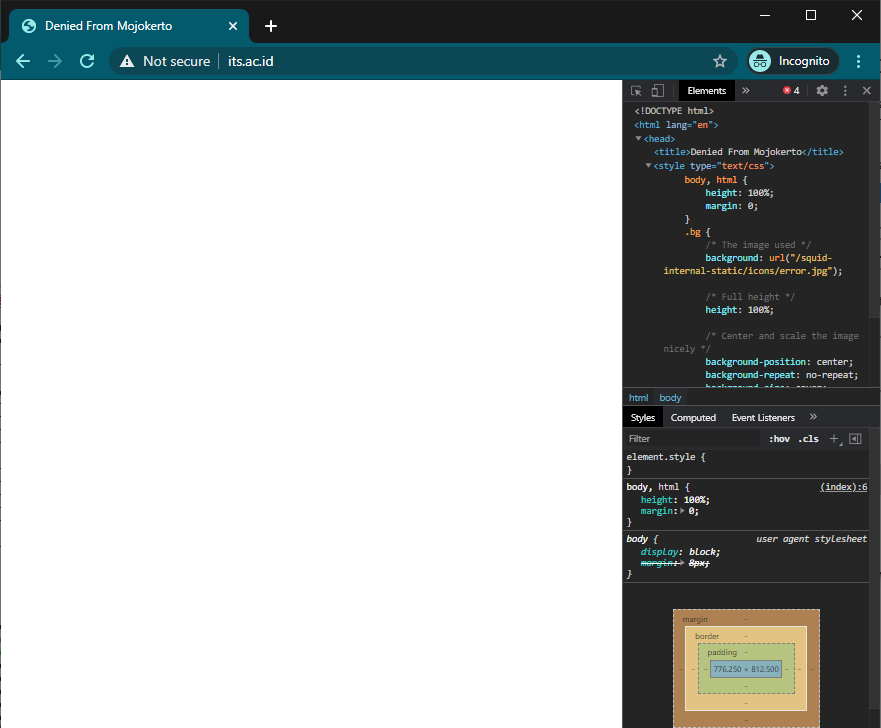 Denied From Mojokerto
Not secure
its.ac.id
Incognito
Elements
4
<!DOCTYPE html>
<html lang="en">
<head>
<title>Denied From Mojokerto</title>
<style type="text/css">
body, html {
height: 100%;
margin: 0;
}
.bg {
/* The image used */
background: url("/squid-
internal-static/icons/error.jpg");
/* Full height */
height: 100%;
/* Center and scale the image
nicely */
background-position: center;
background-repeat: no-repeat;
html body
Styles Computed Event Listeners
Filter :hov .cls
element.style {
}
body, html { (index):6
height: 100%;
margin: 0;
}
body { user agent stylesheet
display: block;
margin: 8px;
}
margin -
border -
padding -
- - - 776.250 × 812.500 - - -
-
-
-